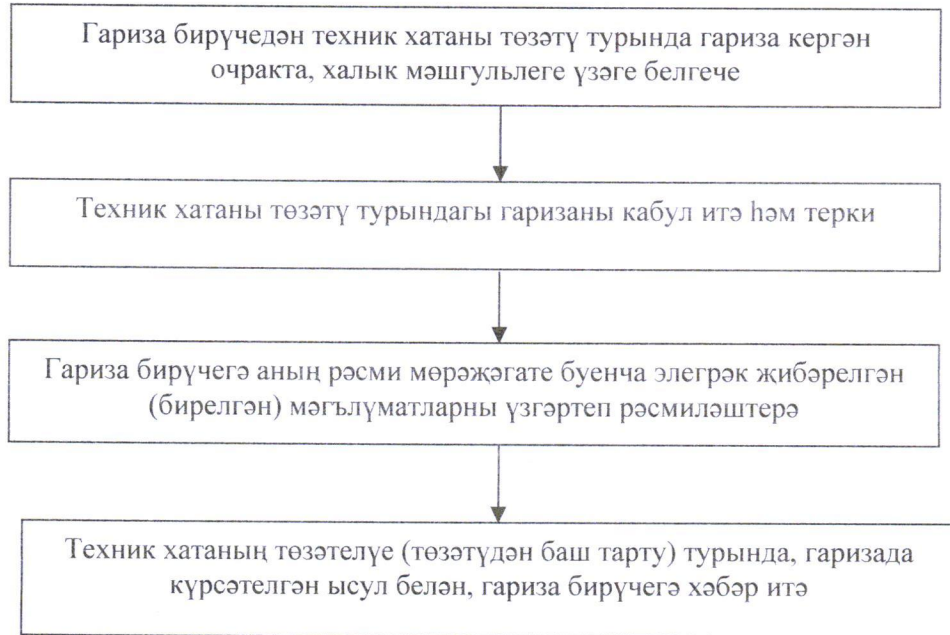 Гариза бирүчедән техник хатаны төзәтү турында гариза кергән
очракта, халык мәшгульлеге үзәге белгече
Техник хатаны төзәтү турындагы гаризаны кабул итә һәм терки
Гариза бирүчегә аның рәсми мөрәҗәгате буенча элегрәк җибәрелгән
(бирелгән) мәгълүматларны үзгәртеп рәсмиләштерә
Техник хатаның төзәтелүе (төзәтүдән баш тарту) турында, гаризада
күрсәтелгән ысул белән, гариза бирүчегә хәбәр итә